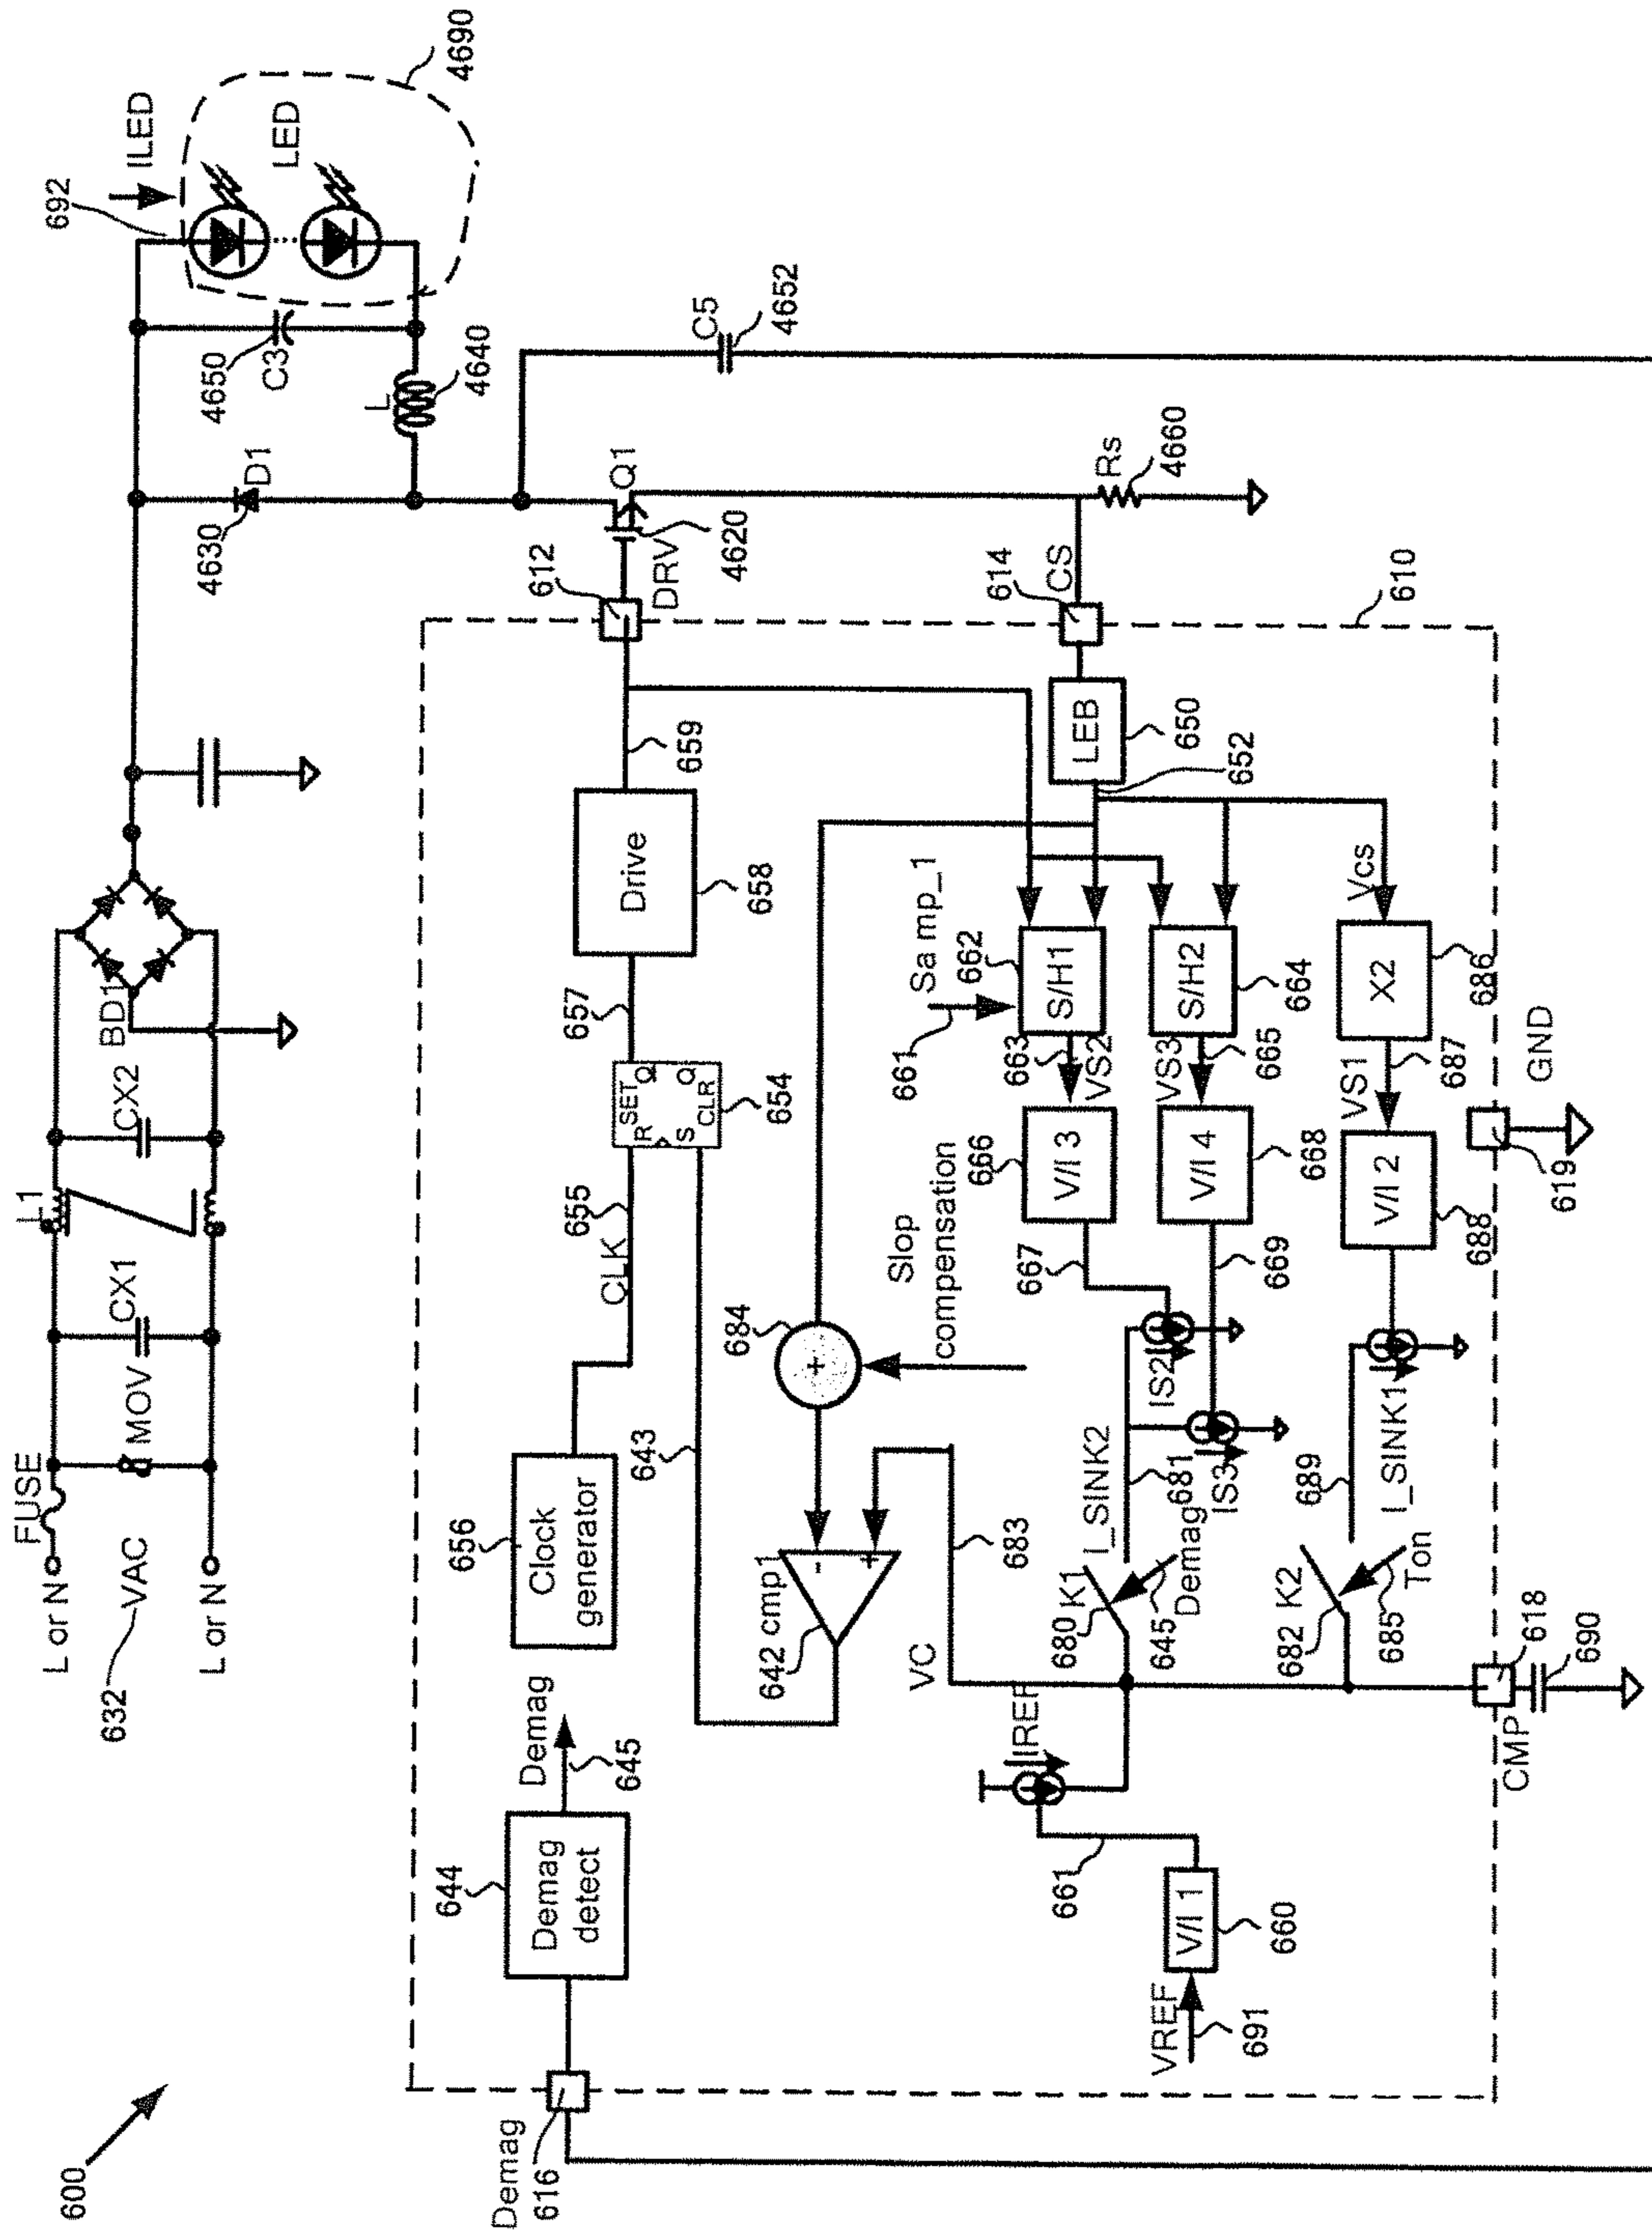 600
L or N
FUSE
632
VAC
L or N
MOV
CX1
L1
CX2
BD1
4630
D1
4650
C3
L
4640
692
ILED
LED
4690
C5
4652
Q1
4620
612
DRV
614
CS
Rs
4660
610
Demag
616
644
Demag
detect
Demag
645
656
Clock
generator
CLK
655
SET
R
Q
S
Q
CLR
654
657
Drive
658
659
643
642
cmp1
-
+
684
+
Slop
compensation
LEB
650
652
Sa mp_1
661
662
S/H1
663
VS2
S/H2
664
VS3
665
Vcs
X2
686
VS1
687
666
V/I 3
667
V/I 4
668
669
V/I 2
688
IS2
IS3
I_SINK2
681
I_SINK1
689
683
VC
K1
680
645
Demag
682
K2
685
Ton
IREF
661
V/I 1
660
VREF
691
CMP
618
690
619
GND